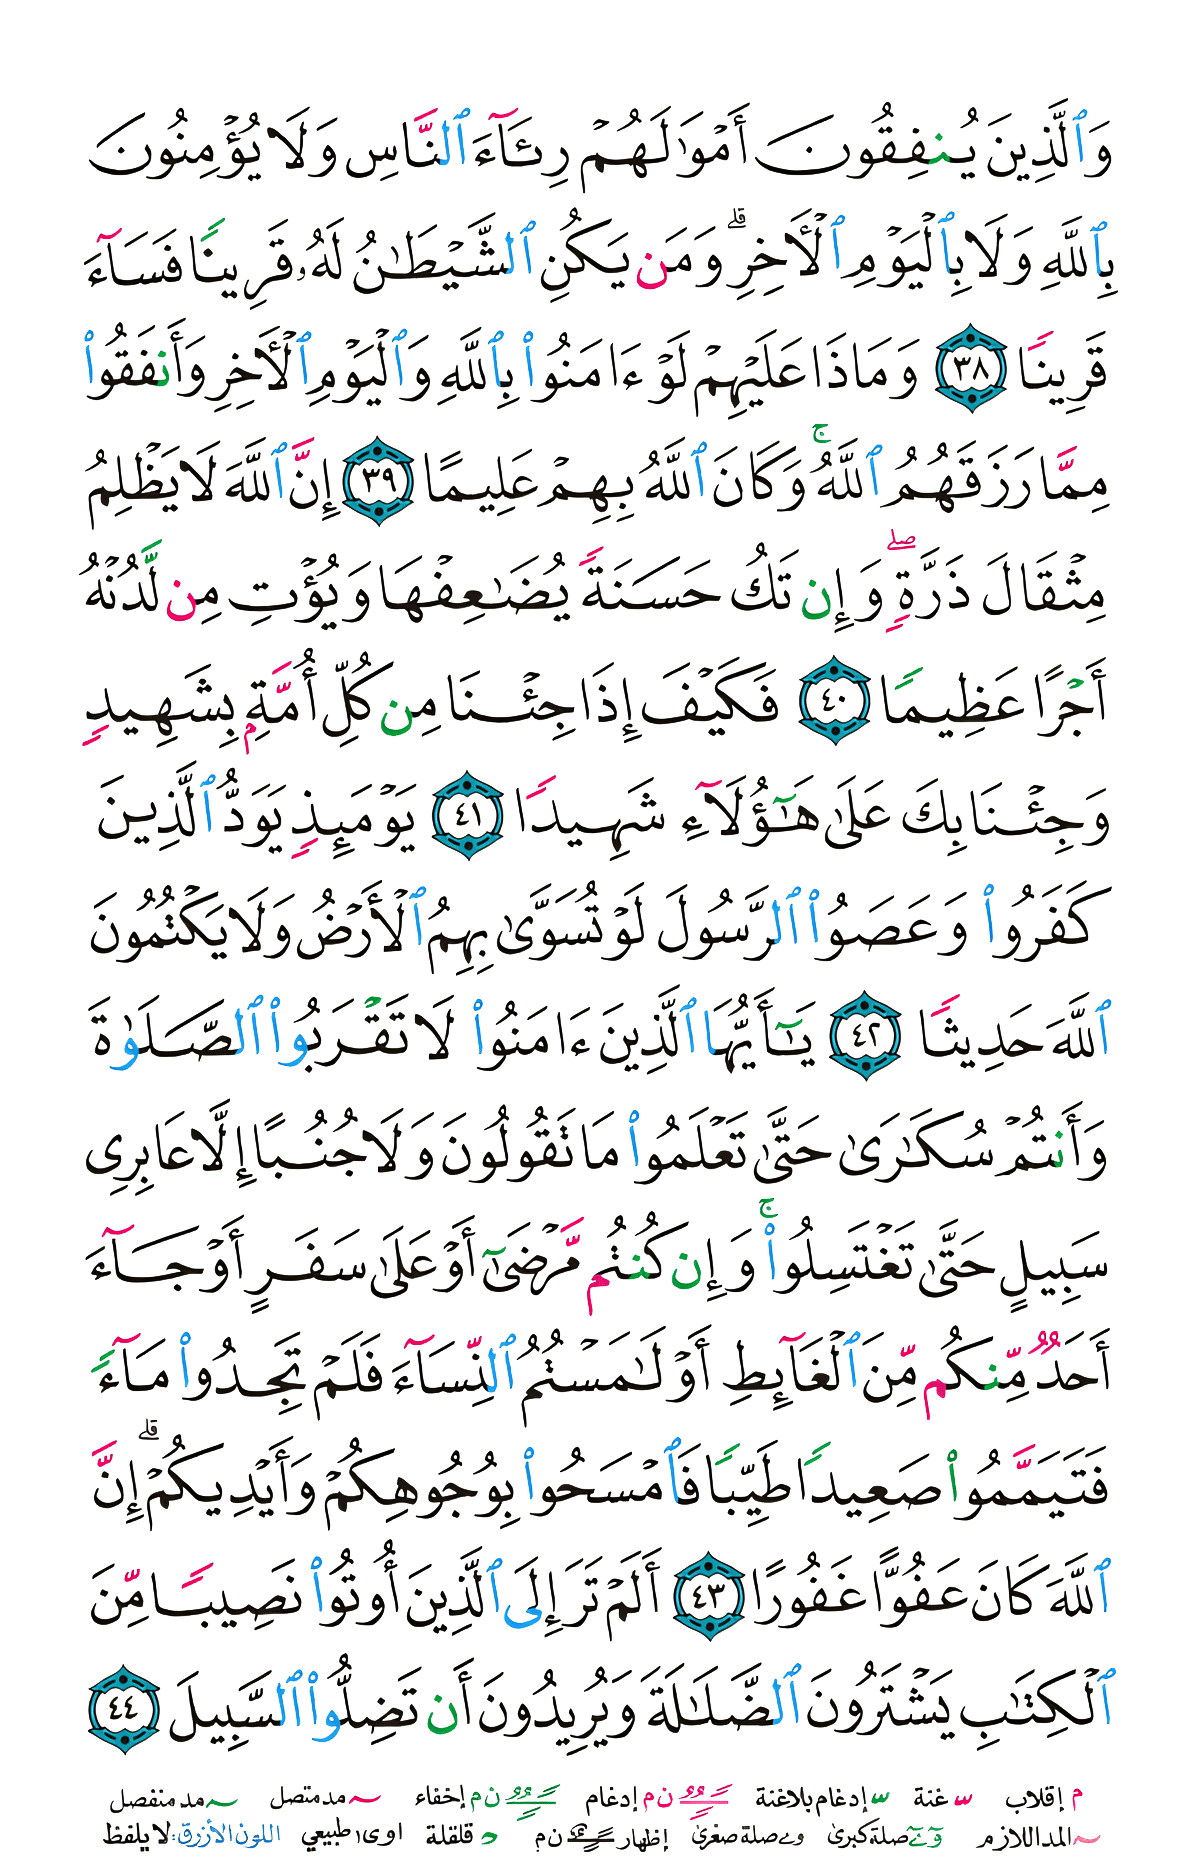 وَٱلَّذِينَ يُنفِقُونَ أَمْوَٰلَهُمْ رِئَآءَ ٱلنَّاسِ وَلَا يُؤْمِنُونَ
بِٱللَّهِ وَلَا بِٱلْيَوْمِ ٱلْأَخِرِ ۗ وَمَن يَكُنِ ٱلشَّيْطَٰنُ لَهُۥ قَرِينًا فَسَآءَ
قَرِينًا ٣٨ وَمَاذَا عَلَيْهِمْ لَوْ ءَامَنُوا۟ بِٱللَّهِ وَٱلْيَوْمِ ٱلْأَخِرِ وَأَنفَقُوا۟
مِمَّا رَزَقَهُمُ ٱللَّهُ ۚ وَكَانَ ٱللَّهُ بِهِمْ عَلِيمًا ٣٩ إِنَّ ٱللَّهَ لَا يَظْلِمُ
مِثْقَالَ ذَرَّةٍ ۖ وَإِن تَكُ حَسَنَةً يُضَٰعِفْهَا وَيُؤْتِ مِن لَّدُنْهُ
أَجْرًا عَظِيمًا ٤٠ فَكَيْفَ إِذَا جِئْنَا مِن كُلِّ أُمَّةٍۭ بِشَهِيدٍ
وَجِئْنَا بِكَ عَلَىٰ هَٰٓؤُلَآءِ شَهِيدًا ٤١ يَوْمَئِذٍ يَوَدُّ ٱلَّذِينَ
كَفَرُوا۟ وَعَصَوُا۟ ٱلرَّسُولَ لَوْ تُسَوَّىٰ بِهِمُ ٱلْأَرْضُ وَلَا يَكْتُمُونَ
ٱللَّهَ حَدِيثًا ٤٢ يَٰٓأَيُّهَا ٱلَّذِينَ ءَامَنُوا۟ لَا تَقْرَبُوا۟ ٱلصَّلَوٰةَ
وَأَنتُمْ سُكَٰرَىٰ حَتَّىٰ تَعْلَمُوا۟ مَا تَقُولُونَ وَلَا جُنُبًا إِلَّا عَابِرِى
سَبِيلٍ حَتَّىٰ تَغْتَسِلُوا۟ ۚ وَإِن كُنتُم مَّرْضَىٰٓ أَوْ عَلَىٰ سَفَرٍ أَوْ جَآءَ
أَحَدٌ مِّنكُم مِّنَ ٱلْغَآئِطِ أَوْ لَٰمَسْتُمُ ٱلنِّسَآءَ فَلَمْ تَجِدُوا۟ مَآءً
فَتَيَمَّمُوا۟ صَعِيدًا طَيِّبًا فَٱمْسَحُوا۟ بِوُجُوهِكُمْ وَأَيْدِيكُمْ ۗ إِنَّ
ٱللَّهَ كَانَ عَفُوًّا غَفُورًا ٤٣ أَلَمْ تَرَ إِلَى ٱلَّذِينَ أُوتُوا۟ نَصِيبًا مِّنَ
ٱلْكِتَٰبِ يَشْتَرُونَ ٱلضَّلَٰلَةَ وَيُرِيدُونَ أَن تَضِلُّوا۟ ٱلسَّبِيلَ ٤٤
م إقلاب غنة إدغام بلاغنة ن م إدغام ن م إخفاء مد متصل مد منفصل
المد اللازم صلة كبرى و ے صلة صغرى إظهار ن م قلقلة اوى طبيعي اللون الأزرق: لا يلفظ